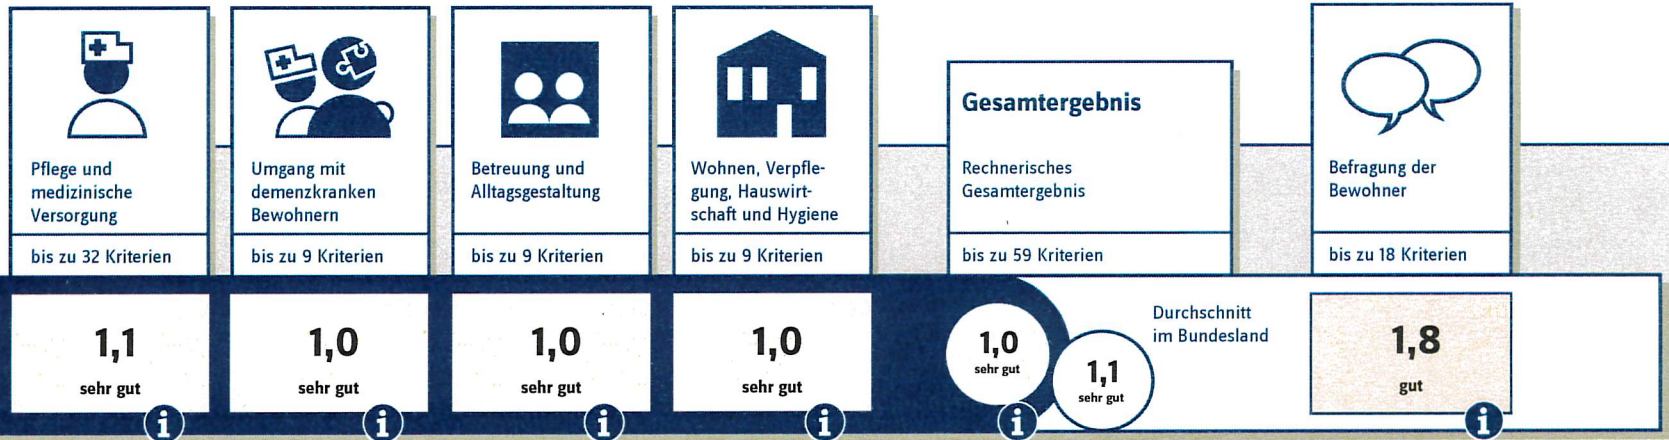 Pflege und
medizinische
Versorgung
bis zu 32 Kriterien
1,1
sehr gut
Umgang mit
demenzkranken
Bewohnern
bis zu 9 Kriterien
1,0
sehr gut
Betreuung und
Alltagsgestaltung
bis zu 9 Kriterien
1,0
sehr gut
Wohnen, Verpfle-
gung, Hauswirt-
schaft und Hygiene
bis zu 9 Kriterien
1,0
sehr gut
Gesamtergebnis
Rechnerisches
Gesamtergebnis
bis zu 59 Kriterien
1,0
sehr gut
1,1
sehr gut
Durchschnitt
im Bundesland
Befragung der
Bewohner
bis zu 18 Kriterien
1,8
gut